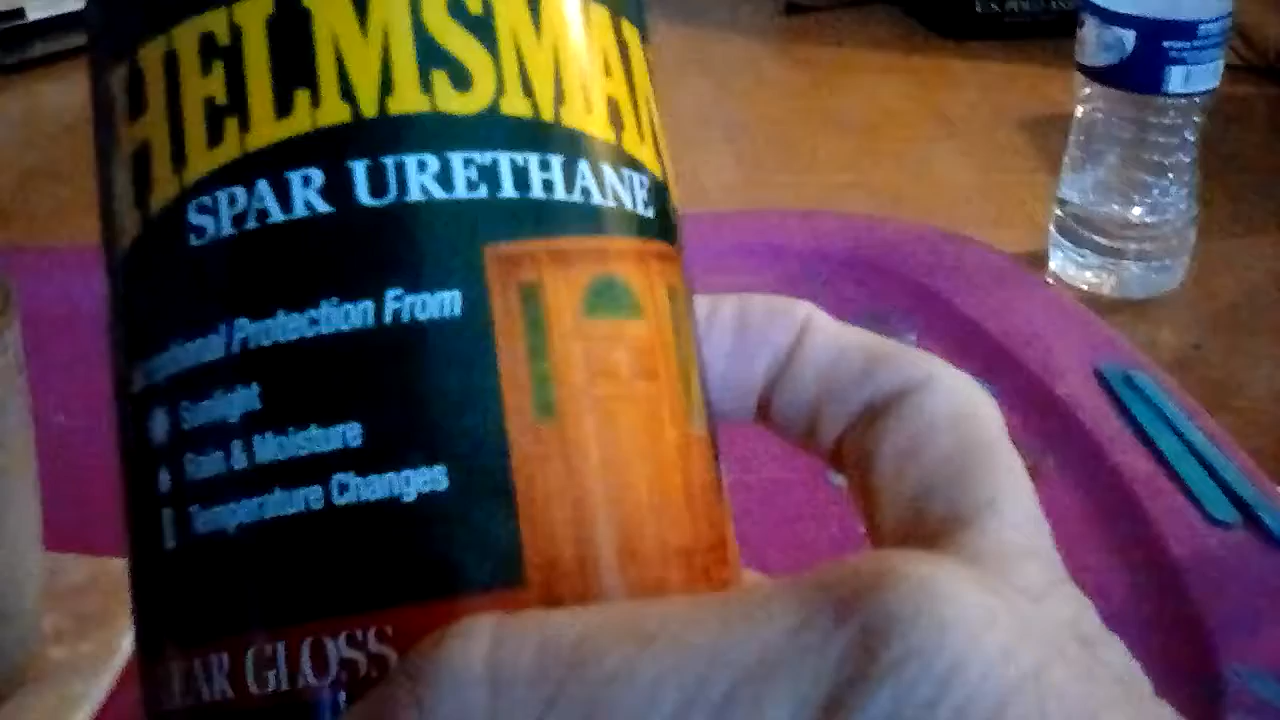 HELMSMAN
SPAR URETHANE
Protection From
Sunlight
Rain & Moisture
Temperature Changes
GLOSS